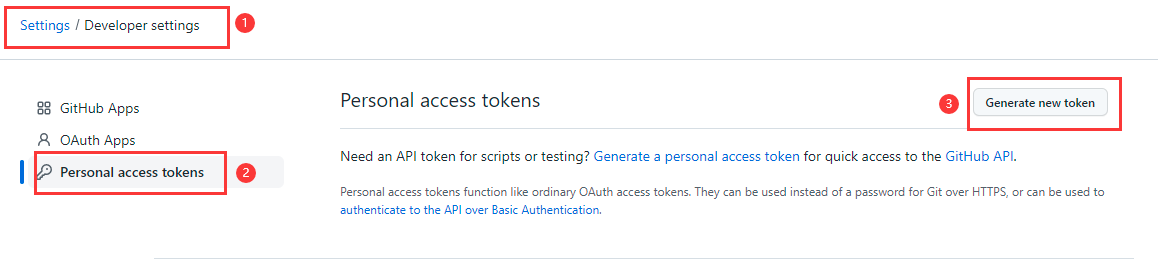 Settings / Developer settings
1
GitHub Apps
OAuth Apps
Personal access tokens
2
Personal access tokens
3
Generate new token
Need an API token for scripts or testing? Generate a personal access token for quick access to the GitHub API.
Personal access tokens function like ordinary OAuth access tokens. They can be used instead of a password for Git over HTTPS, or can be used to
authenticate to the API over Basic Authentication.